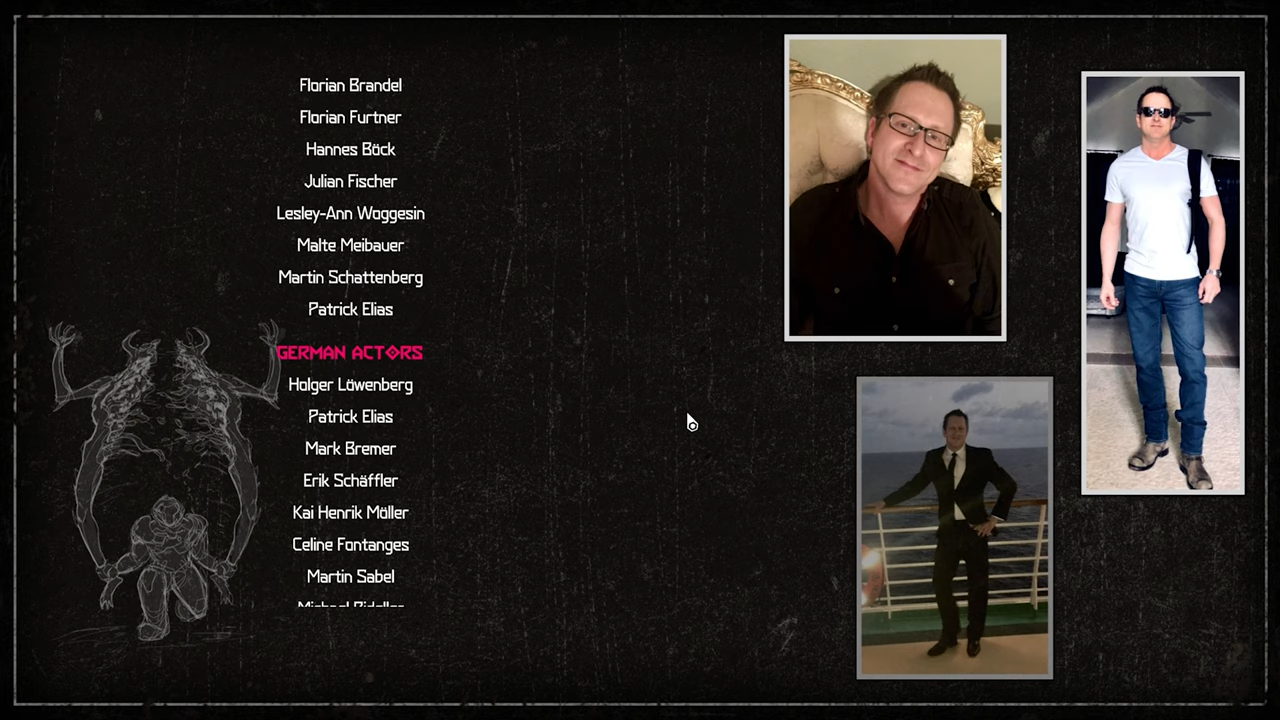 Florian Brandel
Florian Furtner
Hannes Böck
Julian Fischer
Lesley-Ann Woggesin
Malte Meibauer
Martin Schattenberg
Patrick Elias
GERMAN ACTORS
Holger Löwenberg
Patrick Elias
Mark Bremer
Erik Schäffler
Kai Henrik Möller
Celine Fontanges
Martin Sabel